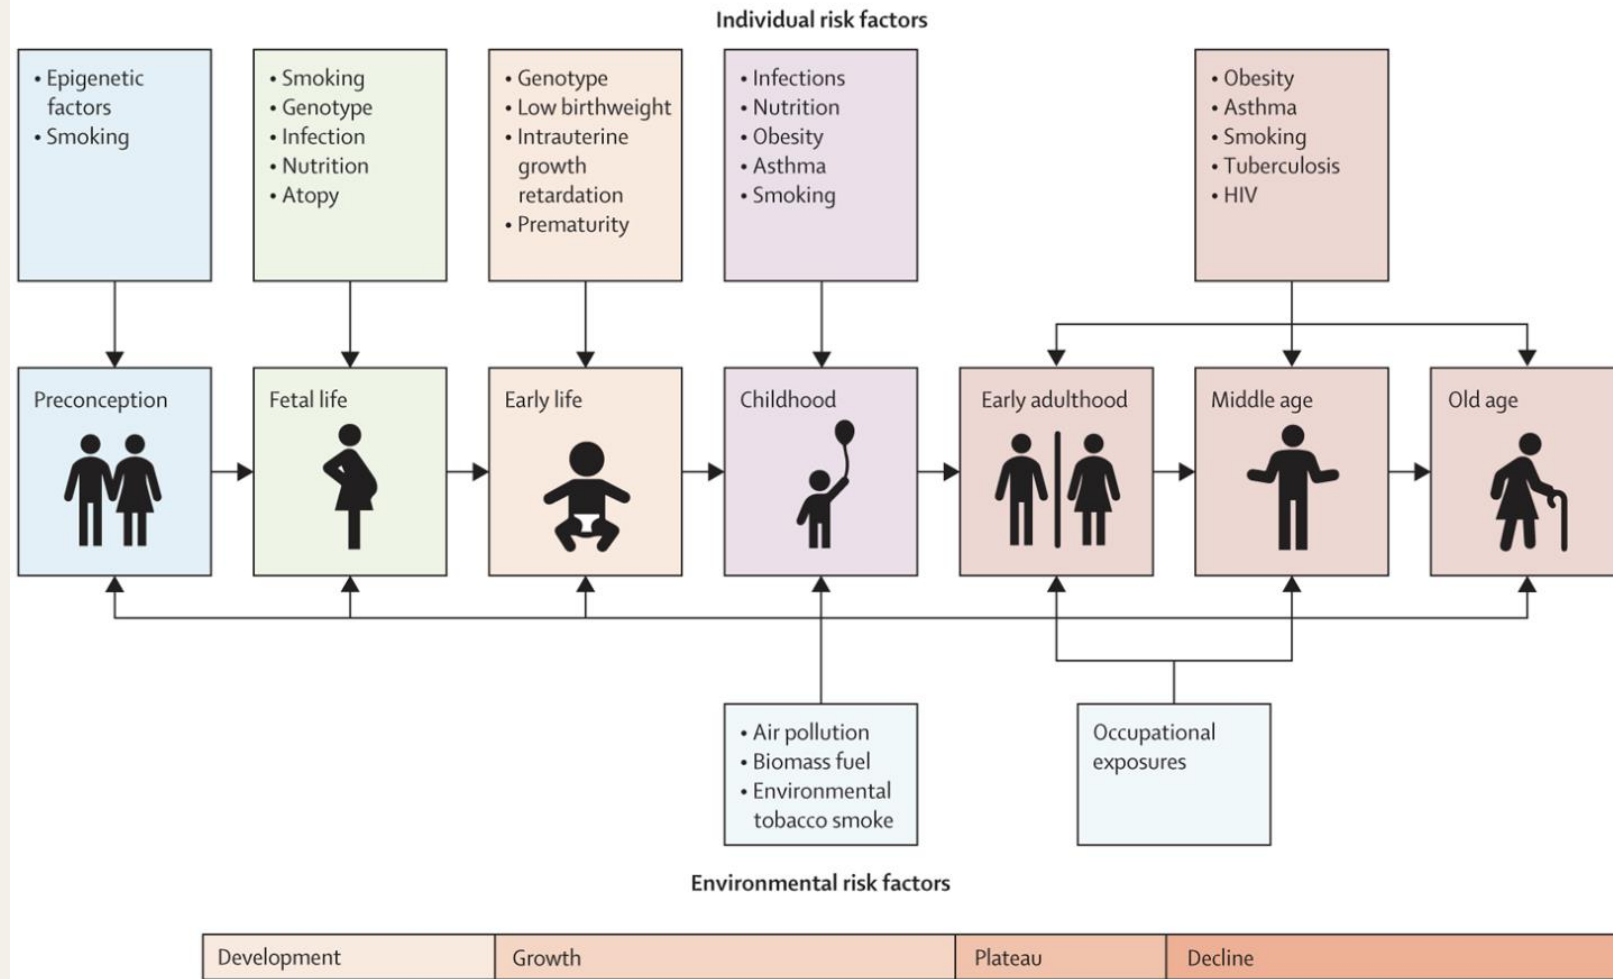 Individual risk factors
• Epigenetic
factors
• Smoking
• Smoking
• Genotype
• Infection
• Nutrition
• Atopy
• Genotype
• Low birthweight
• Intrauterine
growth
retardation
• Prematurity
• Infections
• Nutrition
• Obesity
• Asthma
• Smoking
• Obesity
• Asthma
• Smoking
• Tuberculosis
• HIV
Preconception
Fetal life
Early life
Childhood
Early adulthood
Middle age
Old age
• Air pollution
• Biomass fuel
• Environmental
tobacco smoke
Occupational
exposures
Environmental risk factors
Development
Growth
Plateau
Decline